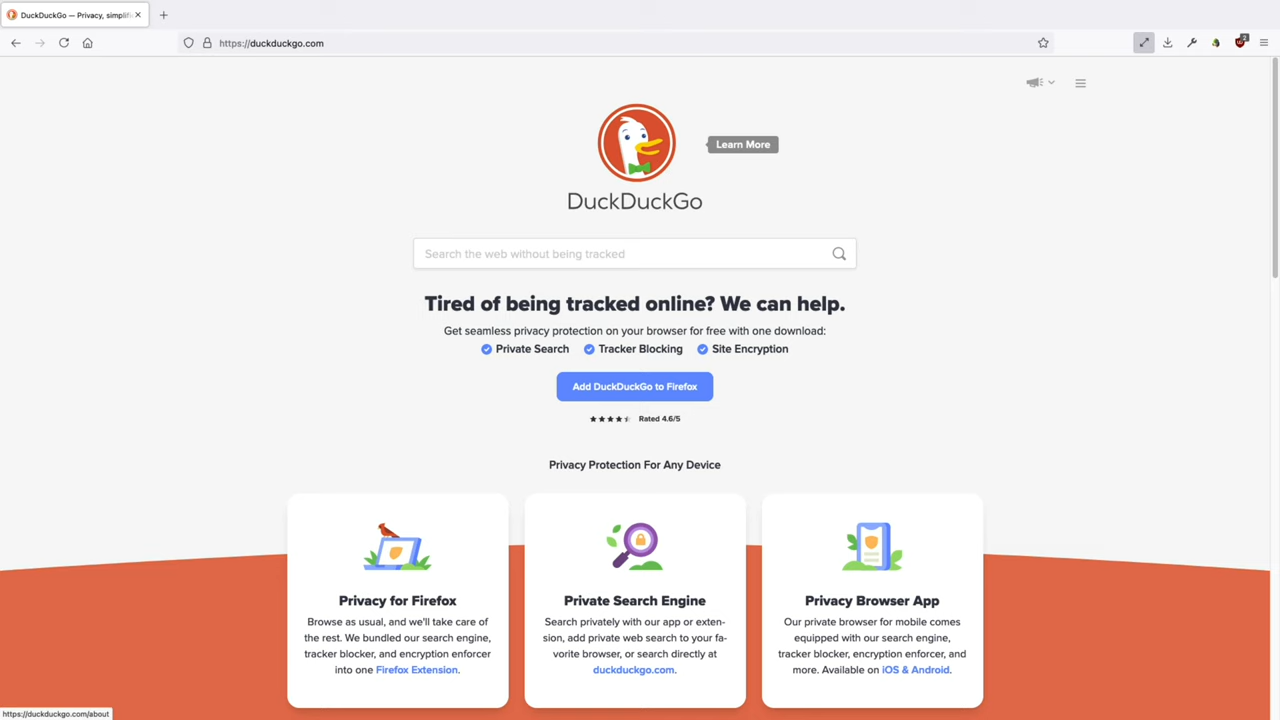 DuckDuckGo — Privacy, simplifi
https://duckduckgo.com
Learn More
DuckDuckGo
Search the web without being tracked
Tired of being tracked online? We can help.
Get seamless privacy protection on your browser for free with one download:
Private Search Tracker Blocking Site Encryption
Add DuckDuckGo to Firefox
Rated 4.6/5
Privacy Protection For Any Device
Privacy for Firefox
Browse as usual, and we'll take care of
the rest. We bundled our search engine,
tracker blocker, and encryption enforcer
into one Firefox Extension.
Private Search Engine
Search privately with our app or exten-
sion, add private web search to your fa-
vorite browser, or search directly at
duckduckgo.com.
Privacy Browser App
Our private browser for mobile comes
equipped with our search engine,
tracker blocker, encryption enforcer, and
more. Available on iOS & Android.
https://duckduckgo.com/about